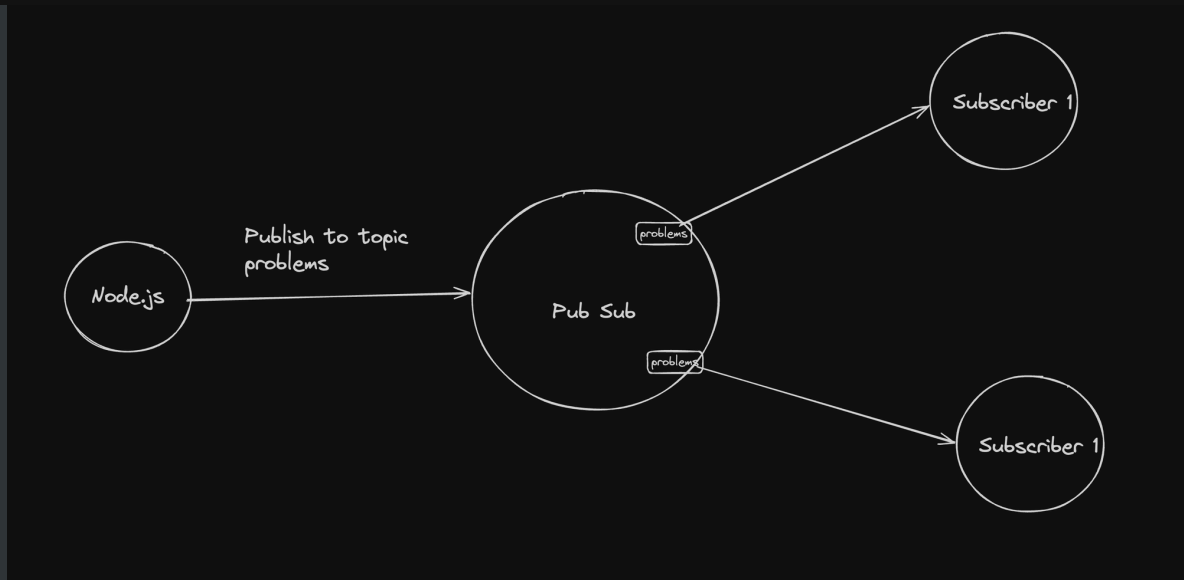 Subscriber 1
Publish to topic
problems
problems
Node.js
Pub Sub
problems
Subscriber 1